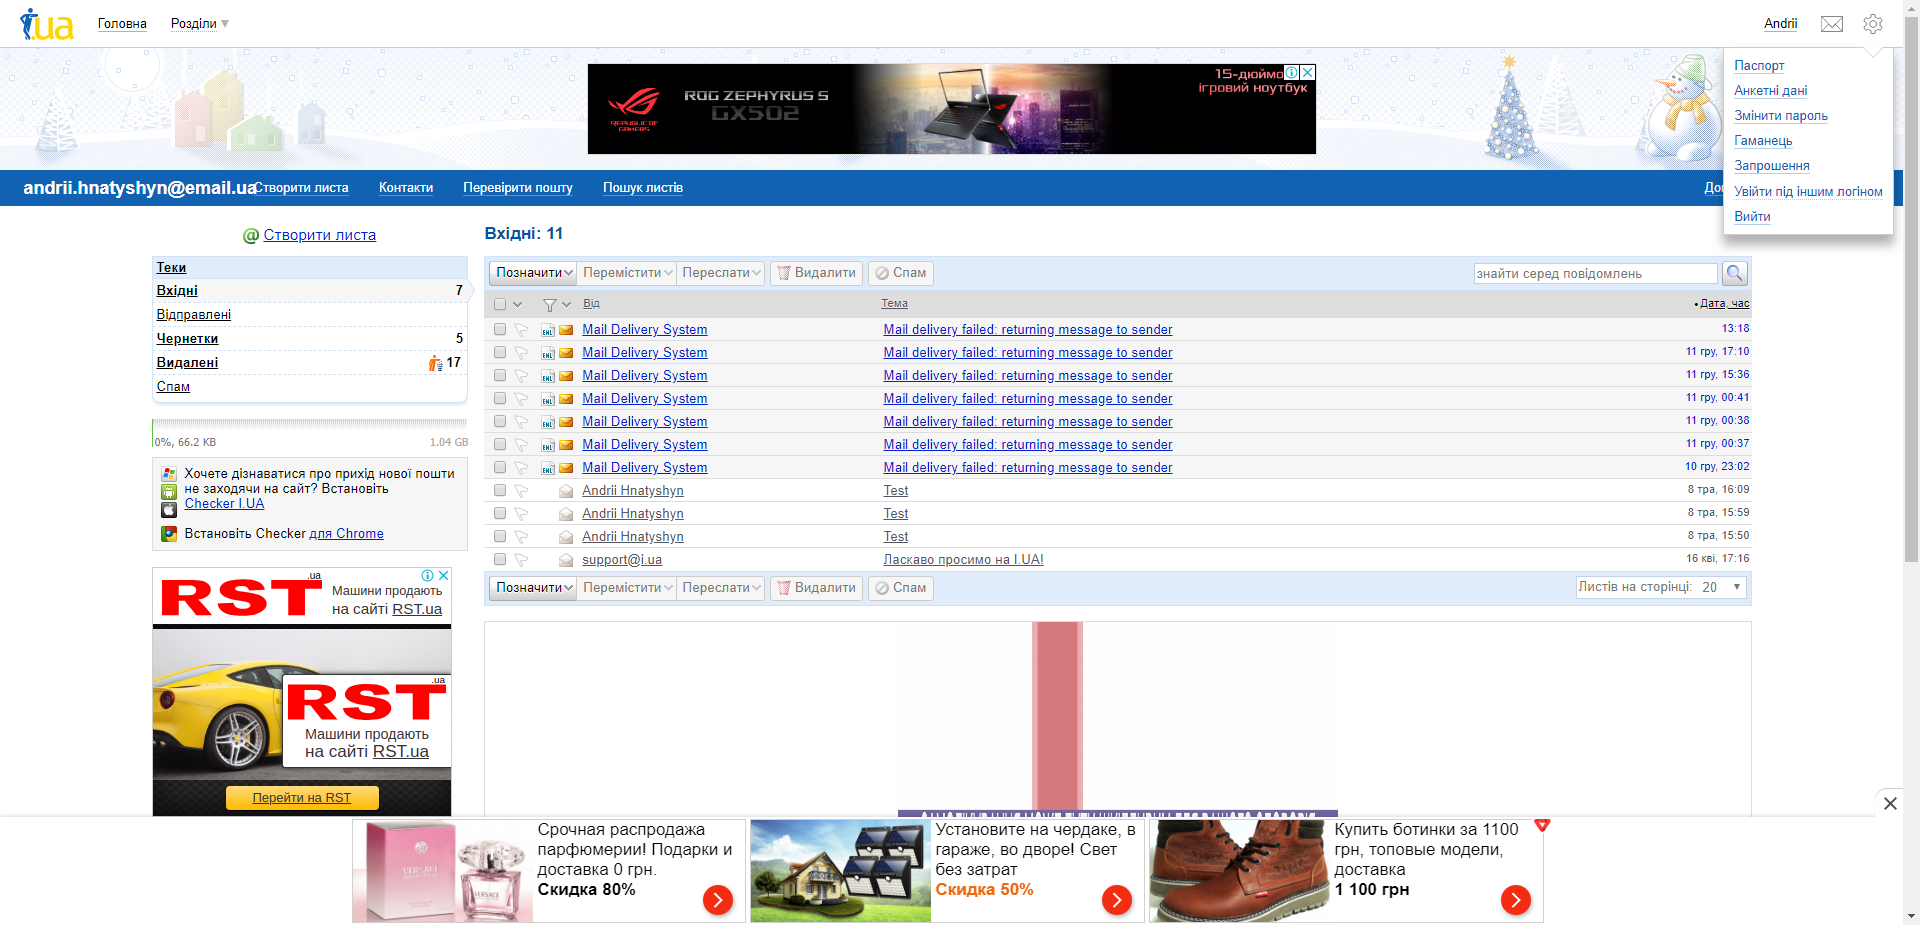 i.ua
Головна
Розділи
Andrii
Паспорт
Анкетні дані
Змінити пароль
Гаманець
Запрошення
Увійти під іншим логіном
Вийти
REPUBLIC OF
GAMERS
ROG ZEPHYRUS S
GX502
15-дюймо
ігровий ноутбук
andrii.hnatyshyn@email.ua
Створити листа
Контакти
Перевірити пошту
Пошук листів
@ Створити листа
Теки
Вхідні 7
Відправлені
Чернетки 5
Видалені 17
Спам
0%, 66.2 KB 1.04 GB
Хочете дізнаватися про прихід нової пошти
не заходячи на сайт? Встановіть
Checker I.UA
Встановіть Checker для Chrome
RST.ua
Машини продають
на сайті RST.ua
RST.ua
Машини продають
на сайті RST.ua
Перейти на RST
Вхідні: 11
Позначити Перемістити Переслати Видалити Спам
знайти серед повідомлень
Від Тема Дата, час
EML Mail Delivery System Mail delivery failed: returning message to sender 13:18
EML Mail Delivery System Mail delivery failed: returning message to sender 11 гру, 17:10
EML Mail Delivery System Mail delivery failed: returning message to sender 11 гру, 15:36
EML Mail Delivery System Mail delivery failed: returning message to sender 11 гру, 00:41
EML Mail Delivery System Mail delivery failed: returning message to sender 11 гру, 00:38
EML Mail Delivery System Mail delivery failed: returning message to sender 11 гру, 00:37
EML Mail Delivery System Mail delivery failed: returning message to sender 10 гру, 23:02
Andrii Hnatyshyn Test 8 тра, 16:09
Andrii Hnatyshyn Test 8 тра, 15:59
Andrii Hnatyshyn Test 8 тра, 15:50
support@i.ua Ласкаво просимо на I.UA! 16 кві, 17:16
Позначити Перемістити Переслати Видалити Спам
Листів на сторінці: 20
VERSACE
VERSACE
Срочная распродажа
парфюмерии! Подарки и
доставка 0 грн.
Скидка 80%
Установите на чердаке, в
гараже, во дворе! Свет
без затрат
Скидка 50%
Купить ботинки за 1100
грн, топовые модели,
доставка
1 100 грн